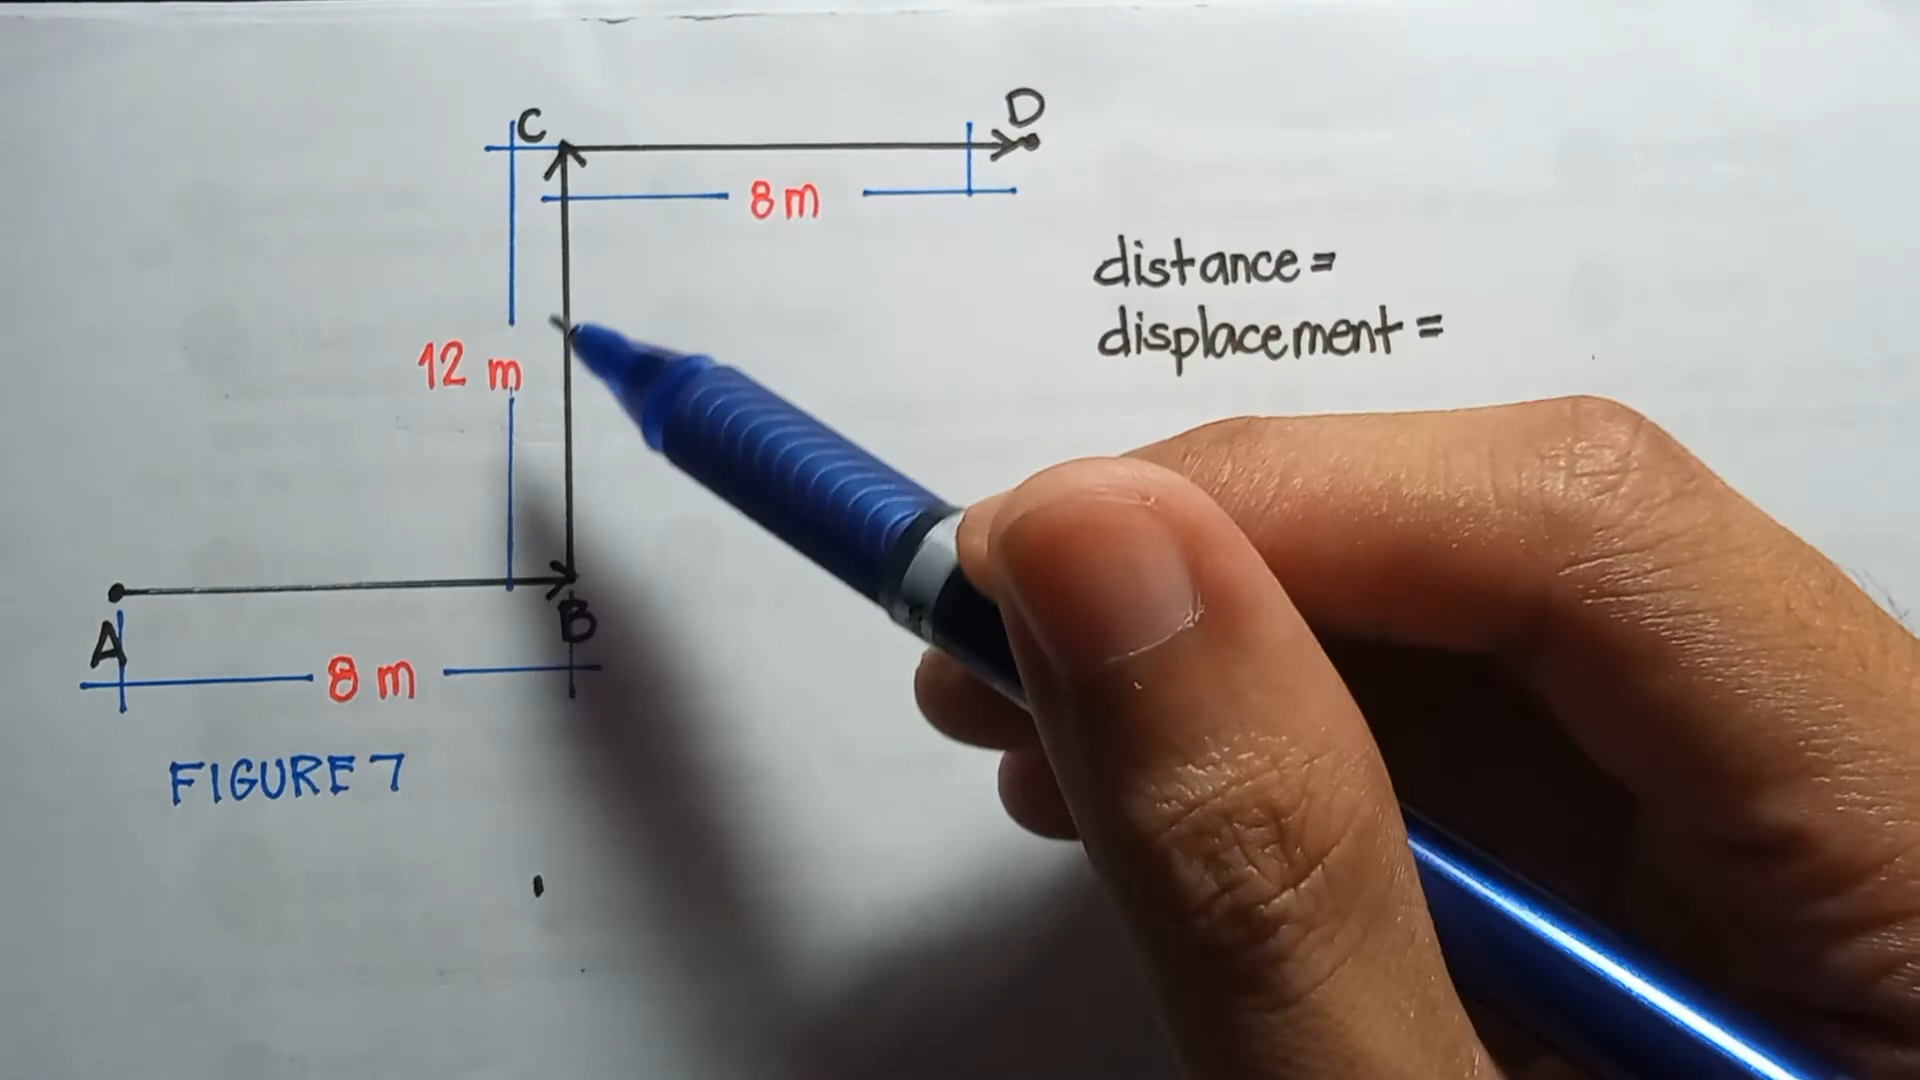 C
D
8 m
distance =
displacement =
12 m
A
B
8 m
FIGURE 7